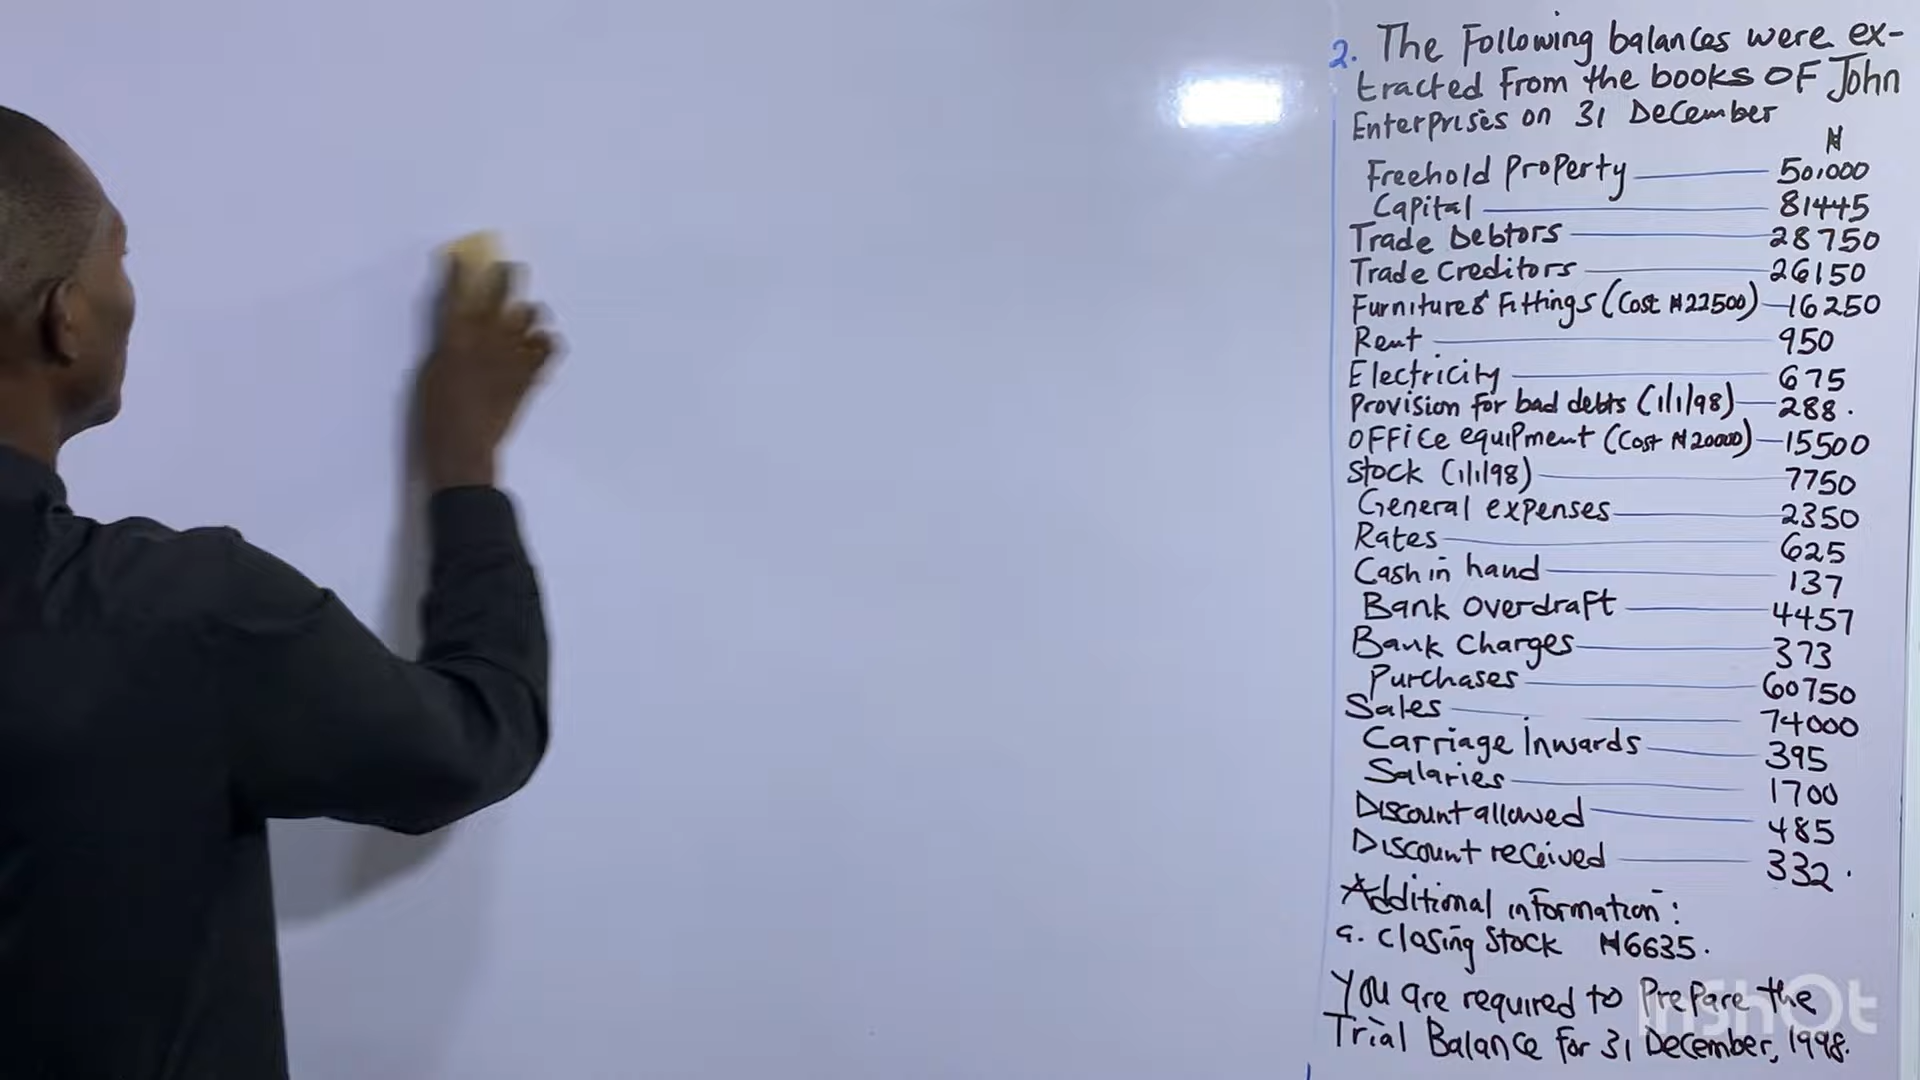 2. The Following balances were ex-
tracted From the books OF John
Enterprises on 31 December
₦
Freehold Property 50,000
Capital 81445
Trade Debtors 28750
Trade Creditors 26150
Furniture & Fittings (Cost ₦22500) 16250
Rent 950
Electricity 675
Provision for bad debts (1/1/98) 288.
OFFice equipment (Cost ₦20000) 15500
Stock (1/1/98) 7750
General expenses 2350
Rates 625
Cash in hand 137
Bank overdraft 4457
Bank Charges 373
Purchases 60750
Sales 74000
Carriage Inwards 395
Salaries 1700
Discount allowed 485
Discount received 332.
Additional information:
a. Closing Stock ₦6635.
You are required to Prepare the
Trial Balance For 31 December, 1998.
InShOt